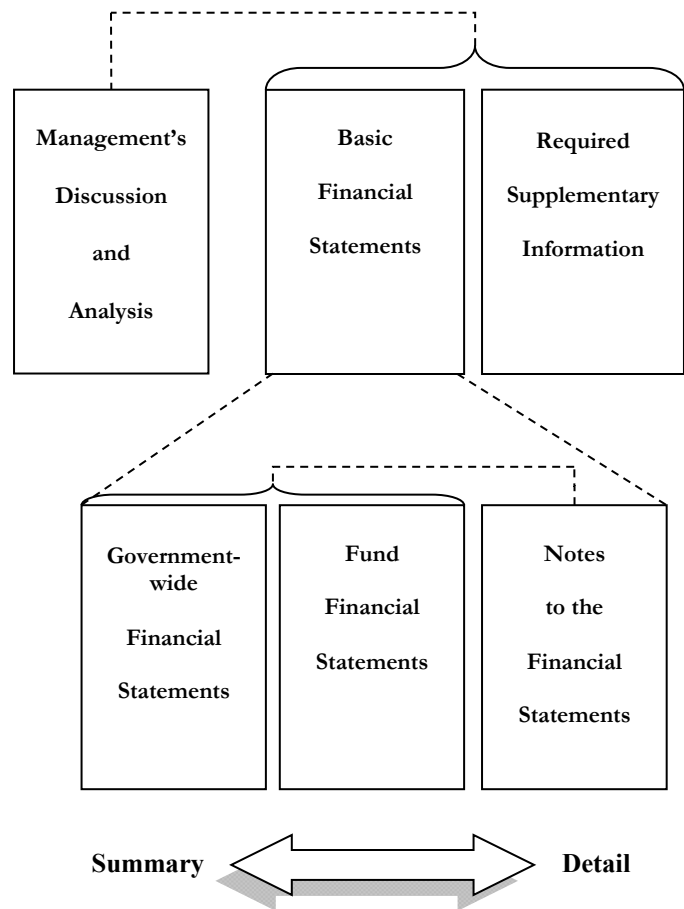 Management’s
Discussion
and
Analysis
Basic
Financial
Statements
Required
Supplementary
Information
Government-
wide
Financial
Statements
Fund
Financial
Statements
Notes
to the
Financial
Statements
Summary
Detail